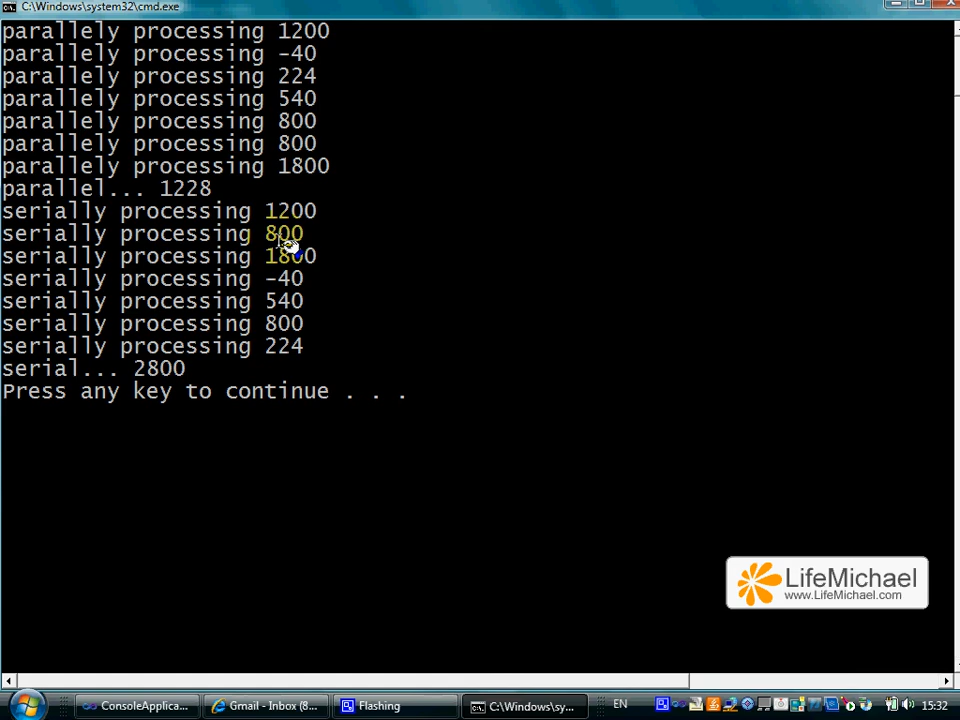 C:\Windows\system32\cmd.exe
parallely processing 1200
parallely processing -40
parallely processing 224
parallely processing 540
parallely processing 800
parallely processing 800
parallely processing 1800
parallel... 1228
serially processing 1200
serially processing 800
serially processing 1800
serially processing -40
serially processing 540
serially processing 800
serially processing 224
serial... 2800
Press any key to continue . . .
LifeMichael
www.LifeMichael.com
ConsoleApplica... Gmail - Inbox (8... Flashing C:\Windows\sy... EN 15:32